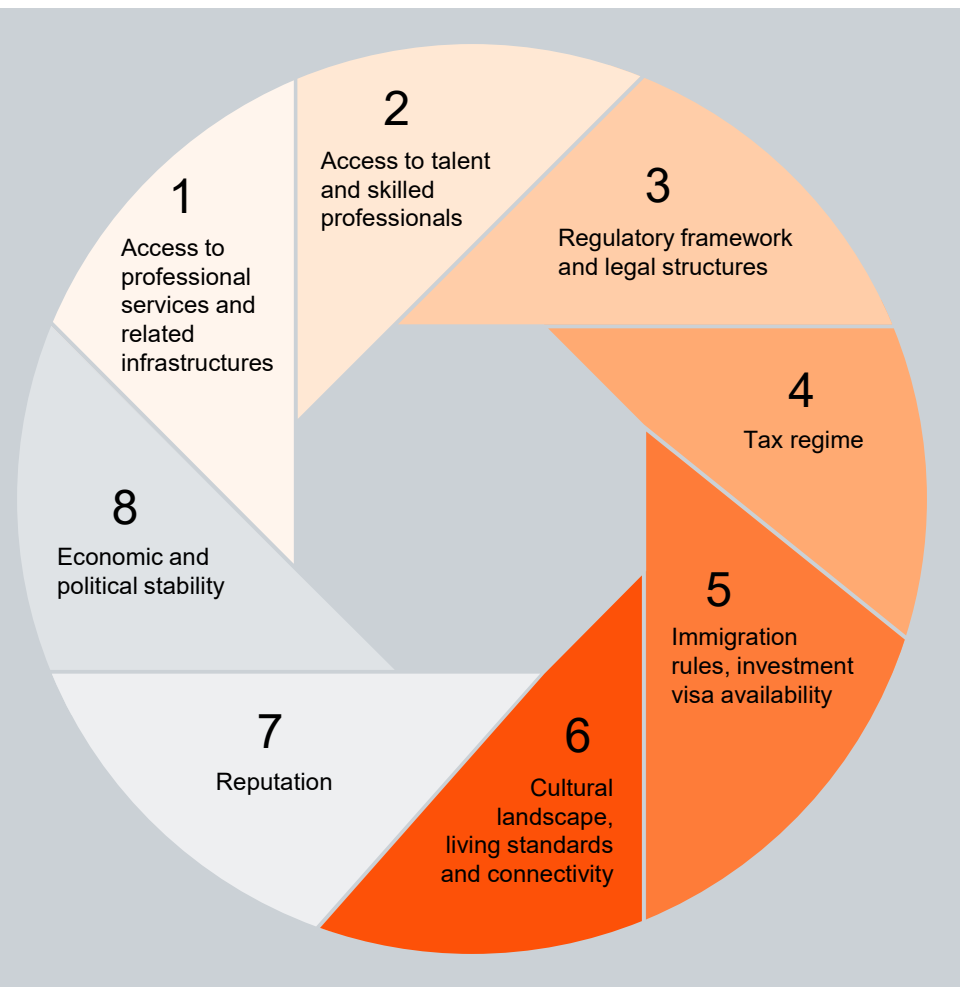 1
Access to
professional
services and
related
infrastructures
2
Access to talent
and skilled
professionals
3
Regulatory framework
and legal structures
4
Tax regime
5
Immigration
rules, investment
visa availability
6
Cultural
landscape,
living standards
and connectivity
7
Reputation
8
Economic and
political stability